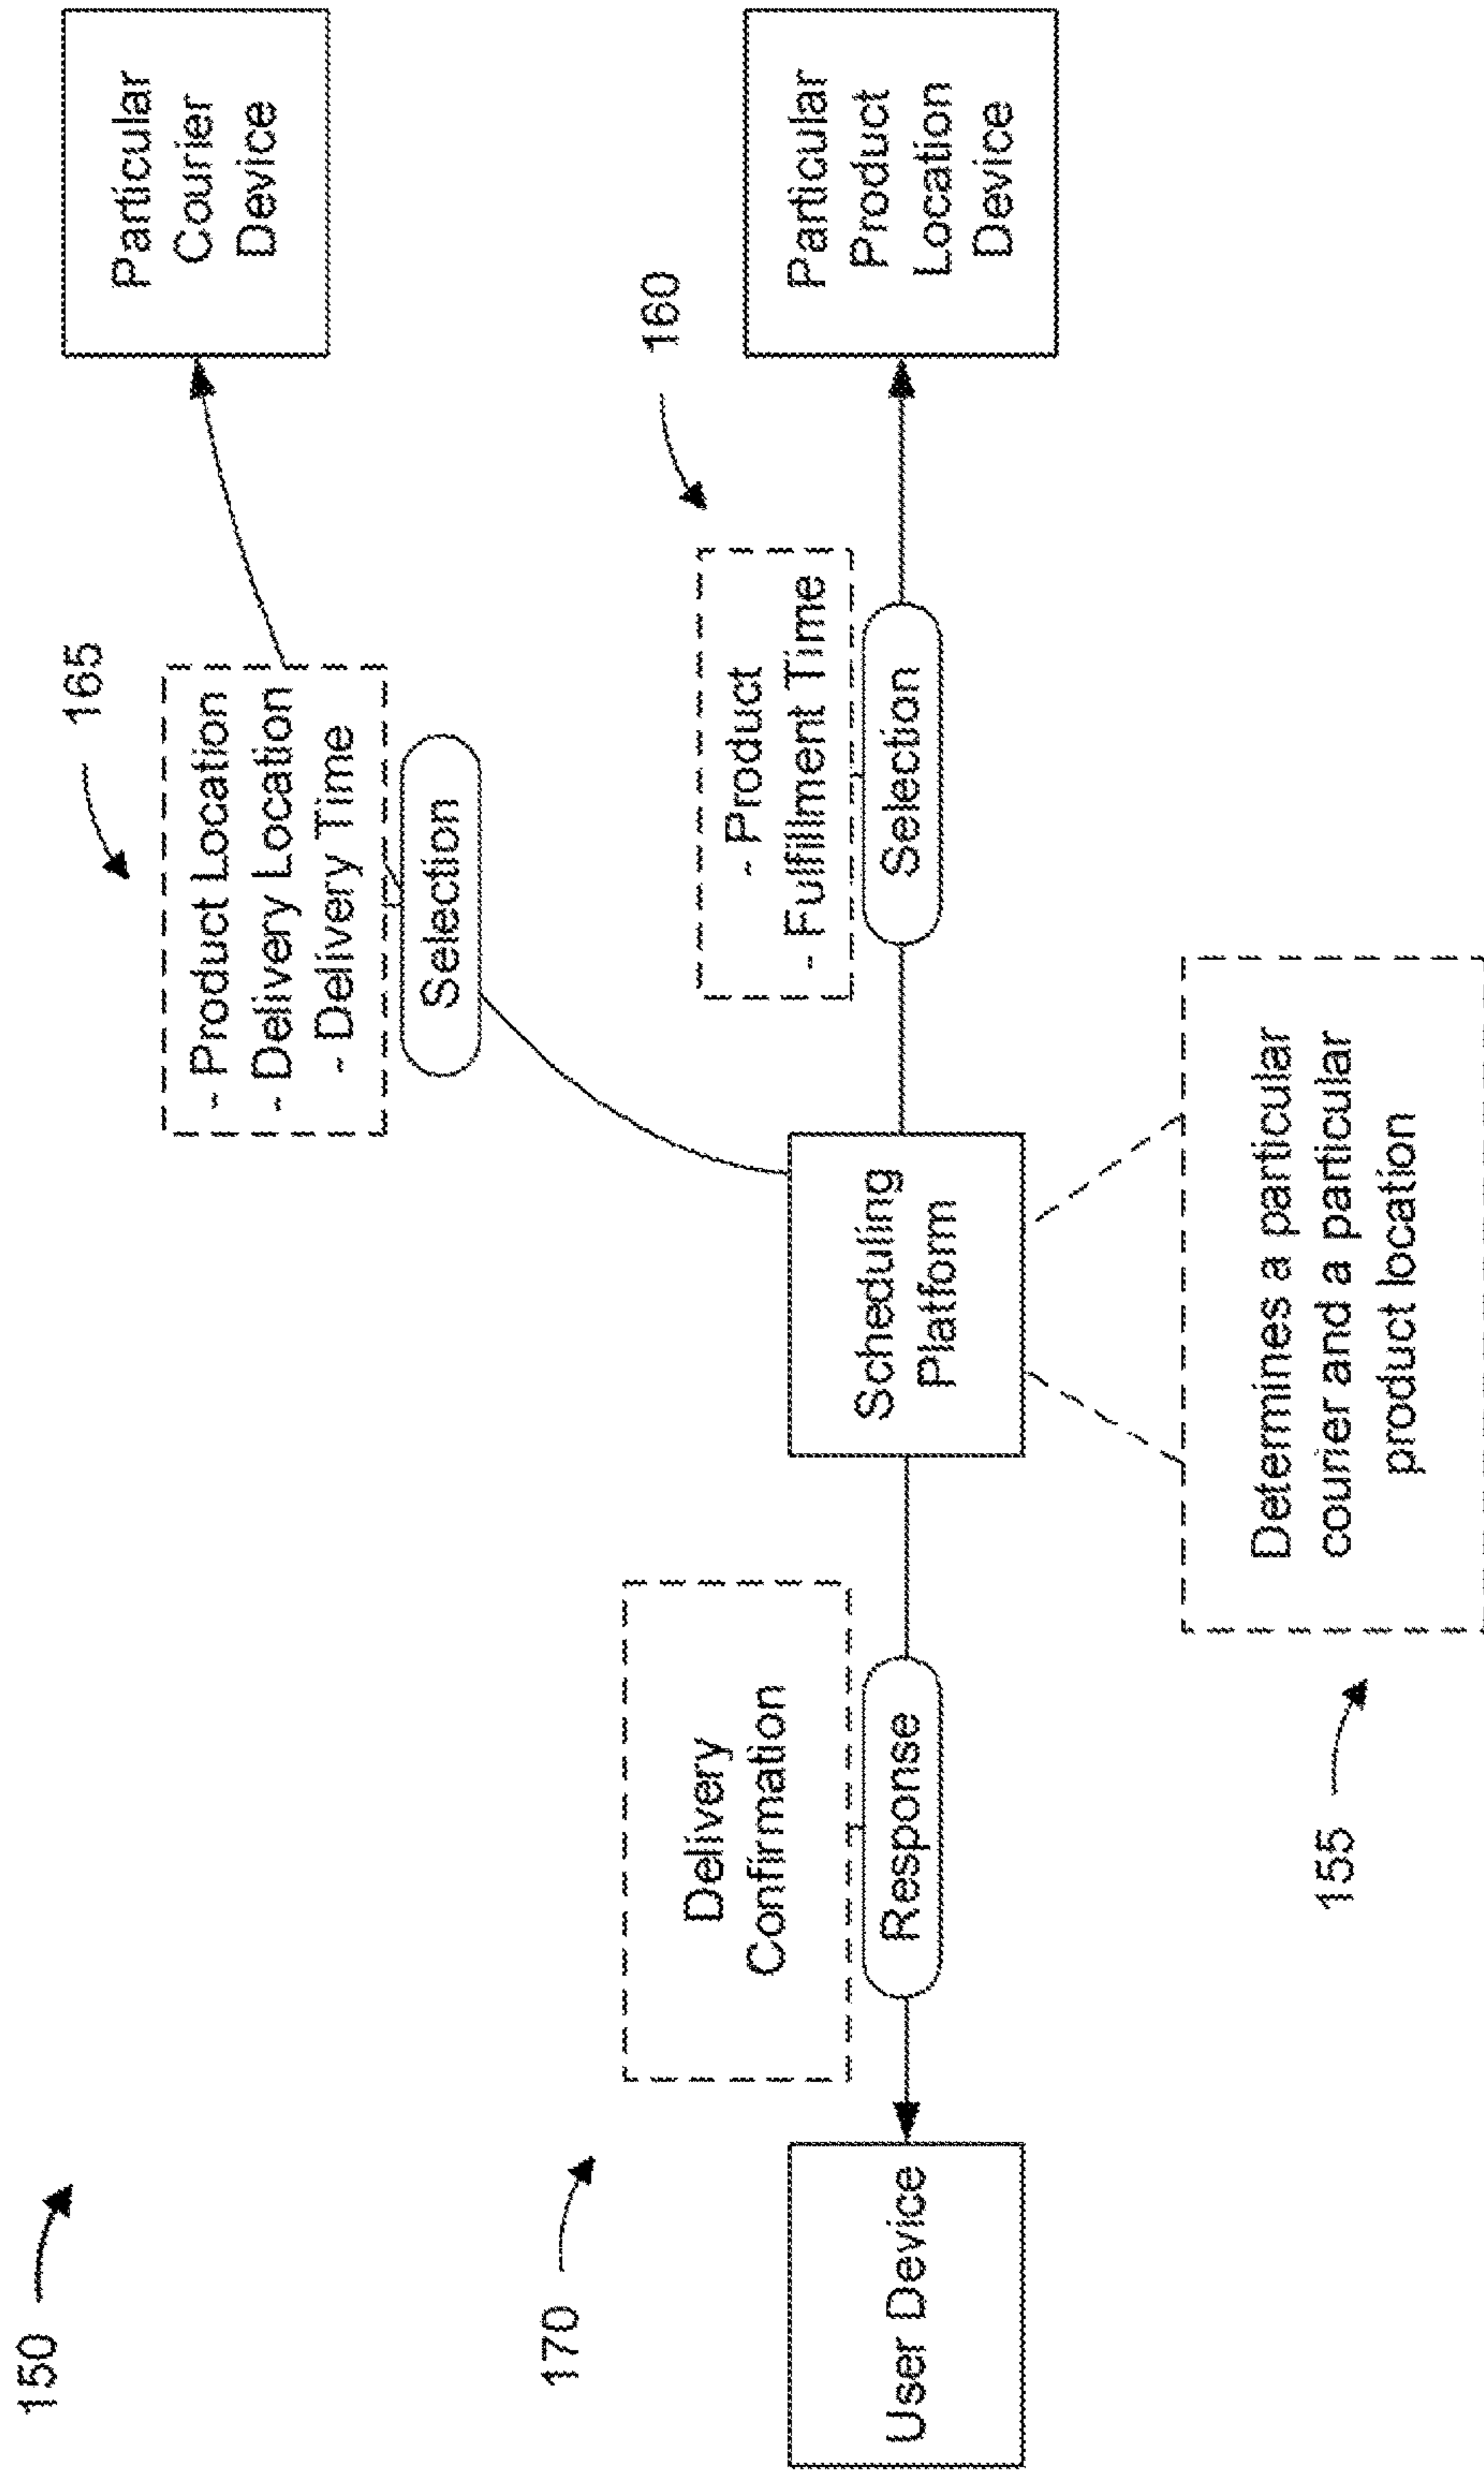 150
165
- Product Location
- Delivery Location
- Delivery Time
Selection
Particular
Courier
Device
170
Delivery
Confirmation
Response
User Device
Scheduling
Platform
160
- Product
- Fulfillment Time
Selection
Particular
Product
Location
Device
155
Determines a particular
courier and a particular
product location